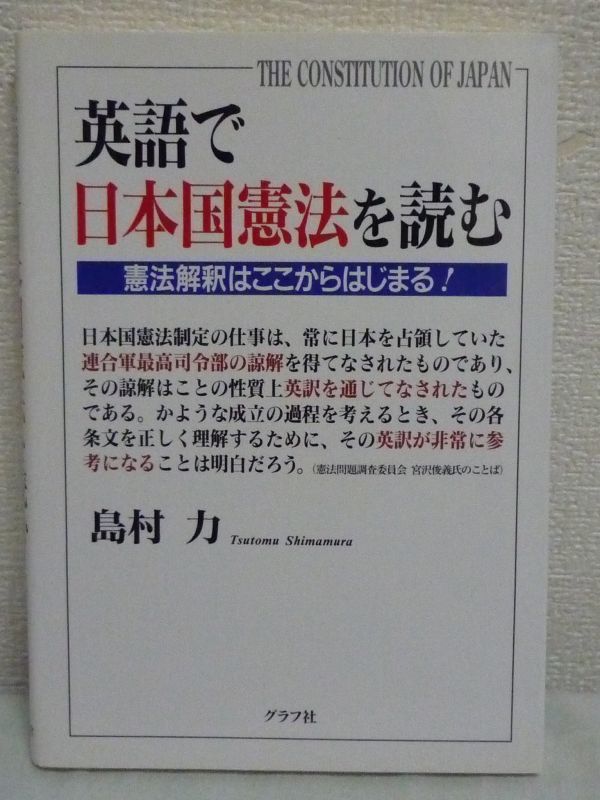 THE CONSTITUTION OF JAPAN
英語で
日本国憲法を読む
憲法解釈はここからはじまる!
日本国憲法制定の仕事は、常に日本を占領していた
連合軍最高司令部の諒解を得てなされたものであり、
その諒解はことの性質上英訳を通じてなされたもの
である。かような成立の過程を考えるとき、その各
条文を正しく理解するために、その英訳が非常に参
考になることは明白だろう。(憲法問題調査委員会 宮沢俊義氏のことば)
島村 力 Tsutomu Shimamura
グラフ社